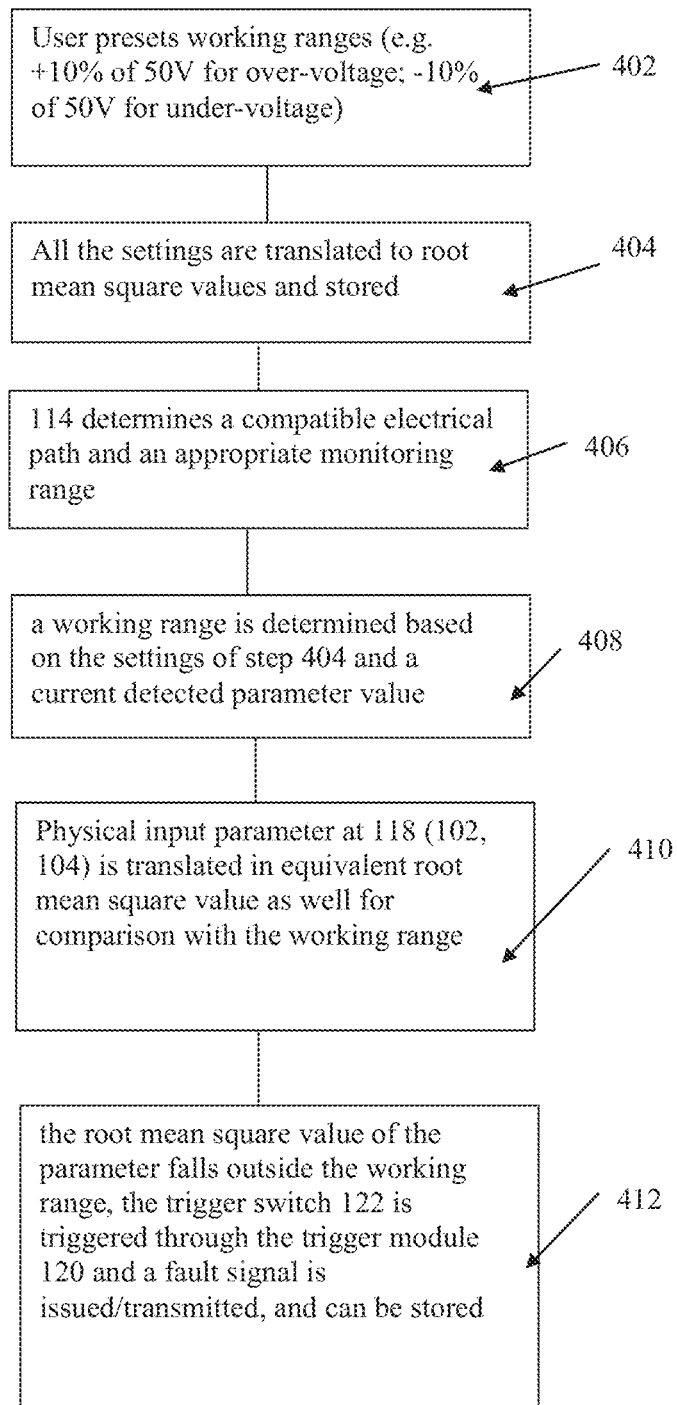 User presets working ranges (e.g.
+10% of 50V for over-voltage; -10%
of 50V for under-voltage)
402
All the settings are translated to root
mean square values and stored
404
114 determines a compatible electrical
path and an appropriate monitoring
range
406
a working range is determined based
on the settings of step 404 and a
current detected parameter value
408
Physical input parameter at 118 (102,
104) is translated in equivalent root
mean square value as well for
comparison with the working range
410
the root mean square value of the
parameter falls outside the working
range, the trigger switch 122 is
triggered through the trigger module
120 and a fault signal is
issued/transmitted, and can be stored
412